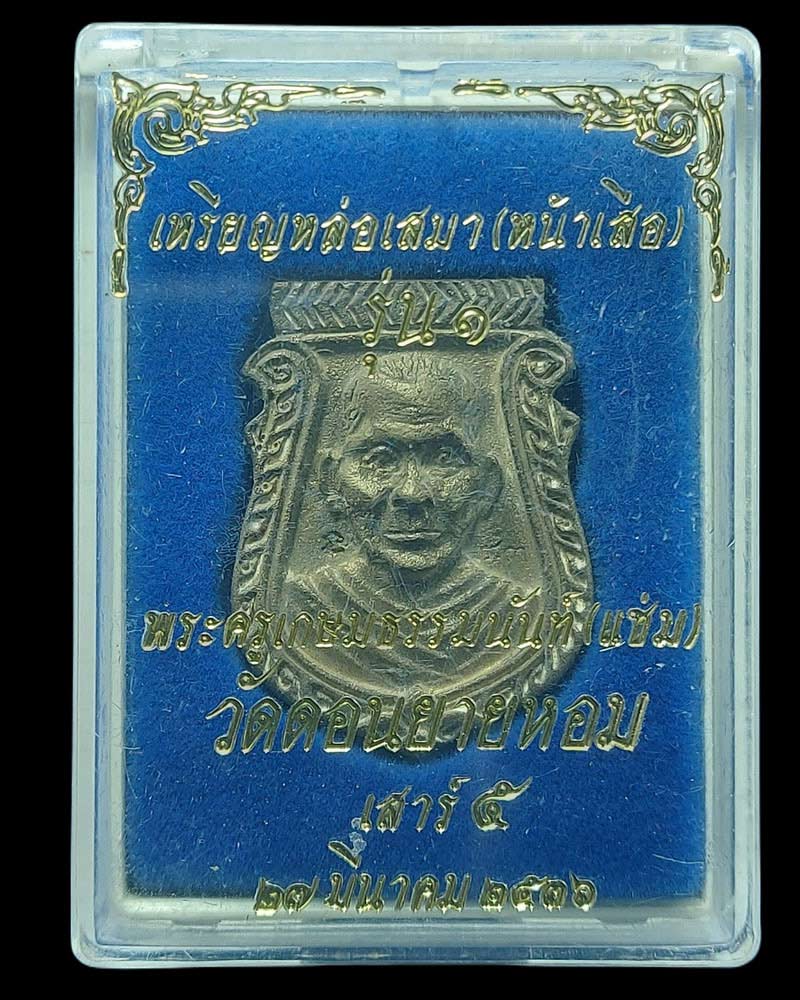 เหรียญหล่อเสมา(หน้าเสือ)
รุ่น ๑
พระครูเกษมธรรมนันท์(แช่ม)
วัดดอนยายหอม
เสาร์ ๕
๒๗ มีนาคม ๒๕๓๖